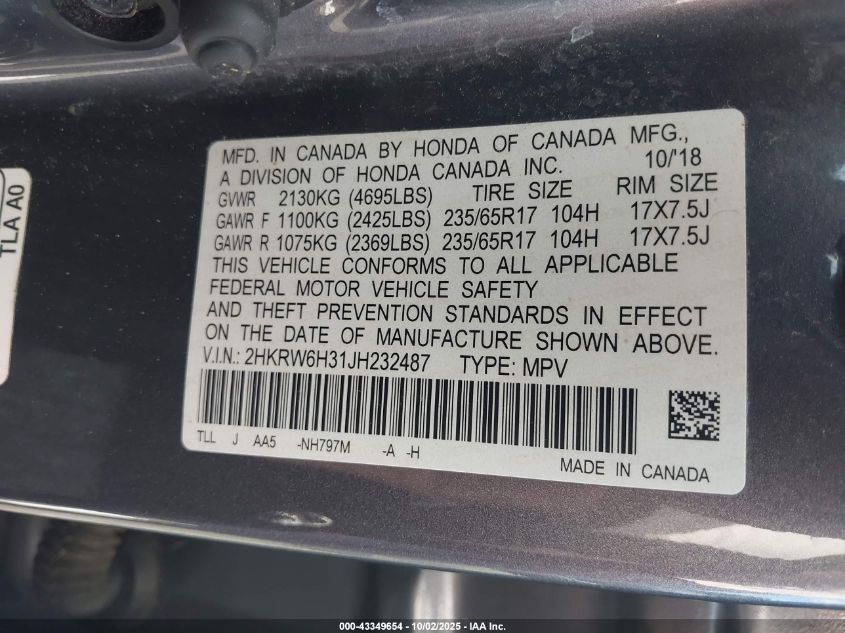 TLA A0
MFD. IN CANADA BY HONDA OF CANADA MFG.,
A DIVISION OF HONDA CANADA INC. 10/'18
GVWR 2130KG (4695LBS) TIRE SIZE RIM SIZE
GAWR F 1100KG (2425LBS) 235/65R17 104H 17X7.5J
GAWR R 1075KG (2369LBS) 235/65R17 104H 17X7.5J
THIS VEHICLE CONFORMS TO ALL APPLICABLE
FEDERAL MOTOR VEHICLE SAFETY
AND THEFT PREVENTION STANDARDS IN EFFECT
ON THE DATE OF MANUFACTURE SHOWN ABOVE.
V.I.N.: 2HKRW6H31JH232487 TYPE: MPV
TLL J AA5 -NH797M -A -H
MADE IN CANADA
000-43349654 - 10/02/2025 - IAA Inc.